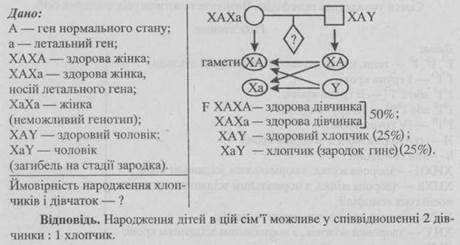 Дано:
А — ген нормального стану;
а — летальний ген;
ХАХА — здорова жінка;
ХАХа — здорова жінка,
носій летального гена;
ХаХа — жінка
(неможливий генотип);
ХАY — здоровий чоловік;
ХаY — чоловік
(загибель на стадії зародка).
Ймовірність народження хлоп-
чиків і дівчаток — ?
ХАХа ХАY
?
гамети ХА ХА
Ха Y
F ХАХА — здорова дівчинка
ХАХа — здорова дівчинка
50%;
ХАY — здоровий хлопчик (25%);
ХаY — хлопчик (зародок гине)(25%).
Відповідь. Народження дітей в цій сім'ї можливе у співвідношенні 2 дів-
чинки : 1 хлопчик.